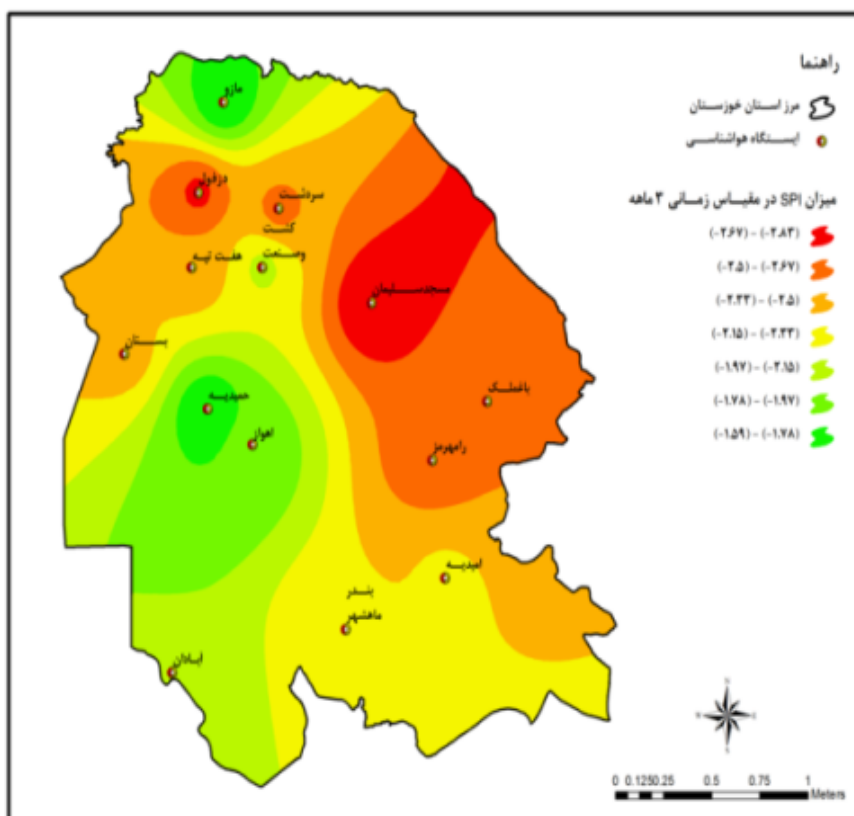 راهنما
مرز استان خوزستان
ایستگاه هواشناسی
میزان SPI در مقیاس زمانی ۳ ماهه
(-۲.۶۷) - (-۲.۸۳)
(-۲.۵) - (-۲.۶۷)
(-۲.۳۳) - (-۲.۵)
(-۲.۱۵) - (-۲.۳۳)
(-۱.۹۷) - (-۲.۱۵)
(-۱.۷۸) - (-۱.۹۷)
(-۱.۵۹) - (-۱.۷۸)
مازو
دزفول
سردشت
کشت
وصنعت
هفت تپه
مسجدسلیمان
بستان
حمیدیه
باغملک
اهواز
رامهرمز
امیدیه
بندر
ماهشهر
آبادان
N
E
S
0 0.1250.25 0.5 0.75 1
Meters